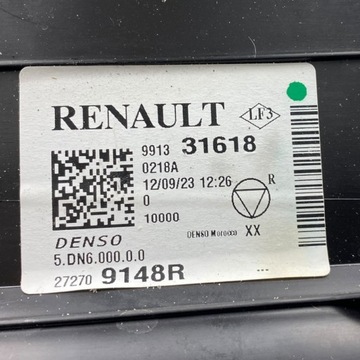 RENAULT LF3
9913 31618
0218A
12/09/23 12:26
0
10000
R
DENSO DENSO Morocco XX
5.DN6.000.0.0
27270 9148R ...